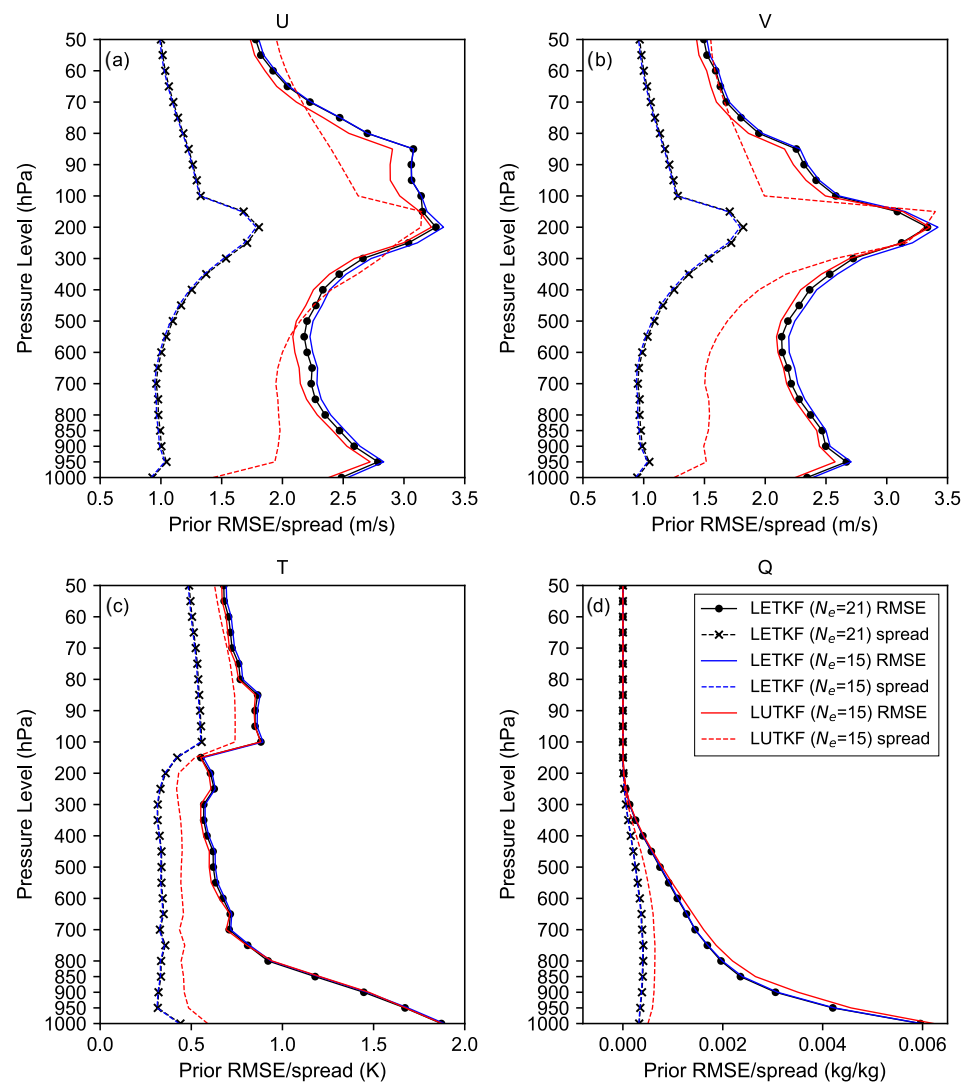 U
(a)
50
60
70
80
90
100
200
300
400
500
600
700
800
850
900
950
1000
Pressure Level (hPa)
0.5 1.0 1.5 2.0 2.5 3.0 3.5
Prior RMSE/spread (m/s)
V
(b)
50
60
70
80
90
100
200
300
400
500
600
700
800
850
900
950
1000
Pressure Level (hPa)
0.5 1.0 1.5 2.0 2.5 3.0 3.5
Prior RMSE/spread (m/s)
T
(c)
50
60
70
80
90
100
200
300
400
500
600
700
800
850
900
950
1000
Pressure Level (hPa)
0.0 0.5 1.0 1.5 2.0
Prior RMSE/spread (K)
Q
(d)
LETKF (Ne=21) RMSE
LETKF (Ne=21) spread
LETKF (Ne=15) RMSE
LETKF (Ne=15) spread
LUTKF (Ne=15) RMSE
LUTKF (Ne=15) spread
50
60
70
80
90
100
200
300
400
500
600
700
800
850
900
950
1000
Pressure Level (hPa)
0.000 0.002 0.004 0.006
Prior RMSE/spread (kg/kg)